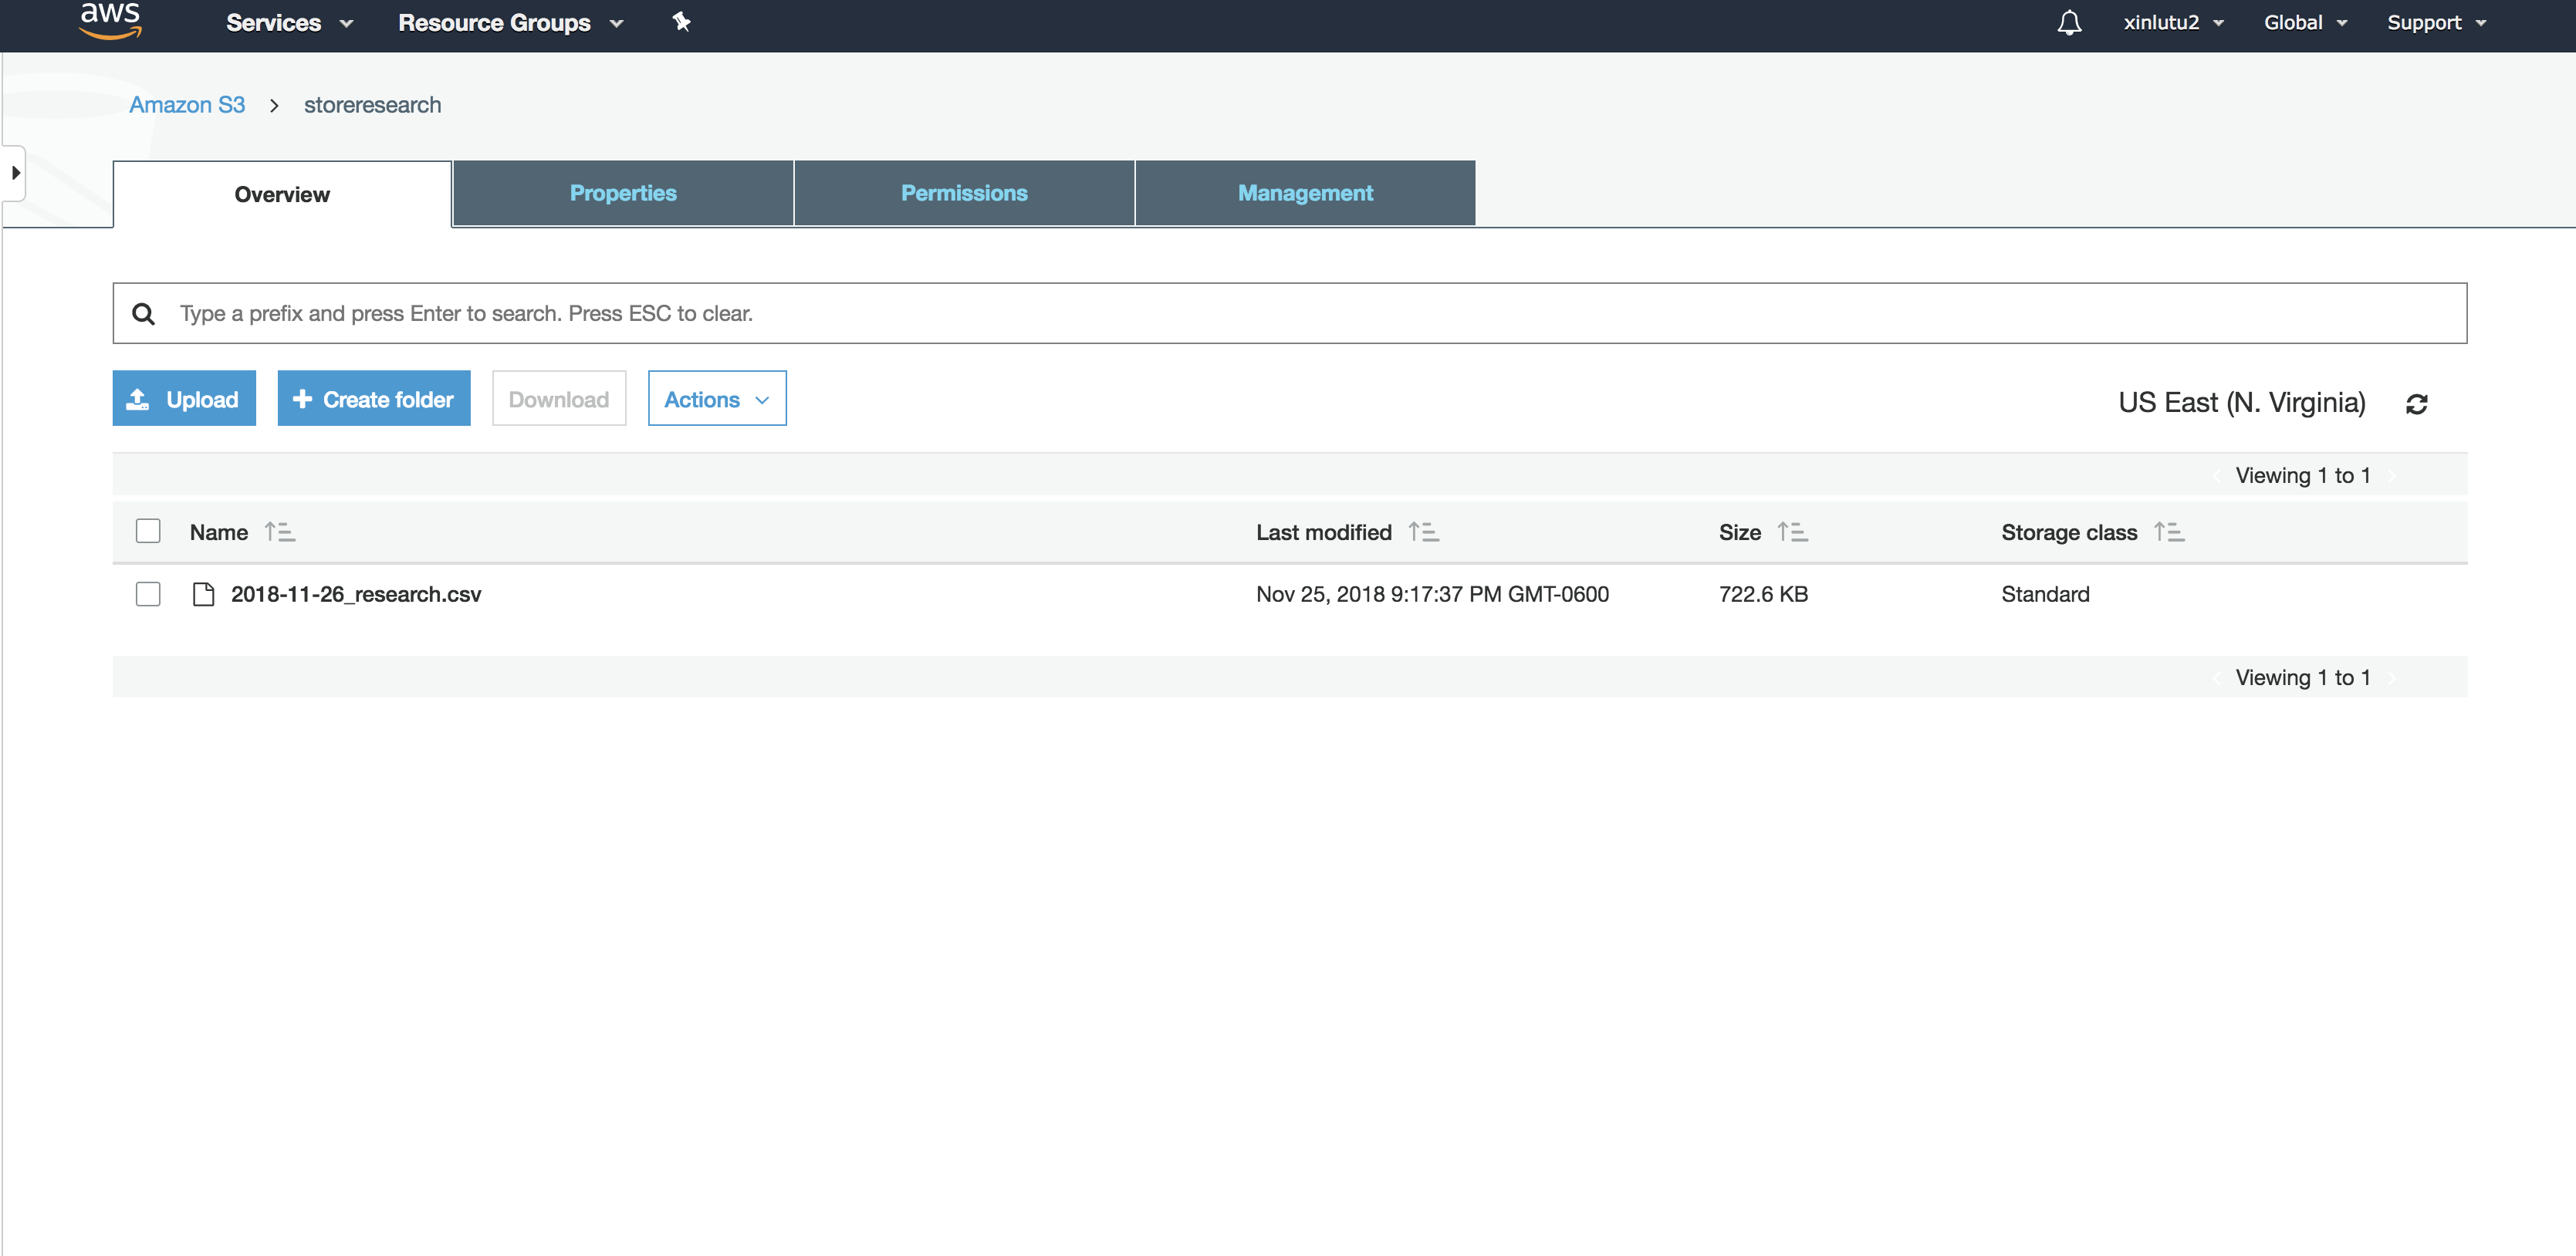 aws Services Resource Groups xinlutu2 Global Support
Amazon S3 > storeresearch
Overview Properties Permissions Management
Type a prefix and press Enter to search. Press ESC to clear.
Upload + Create folder Download Actions US East (N. Virginia)
Viewing 1 to 1
Name Last modified Size Storage class
2018-11-26_research.csv Nov 25, 2018 9:17:37 PM GMT-0600 722.6 KB Standard
Viewing 1 to 1